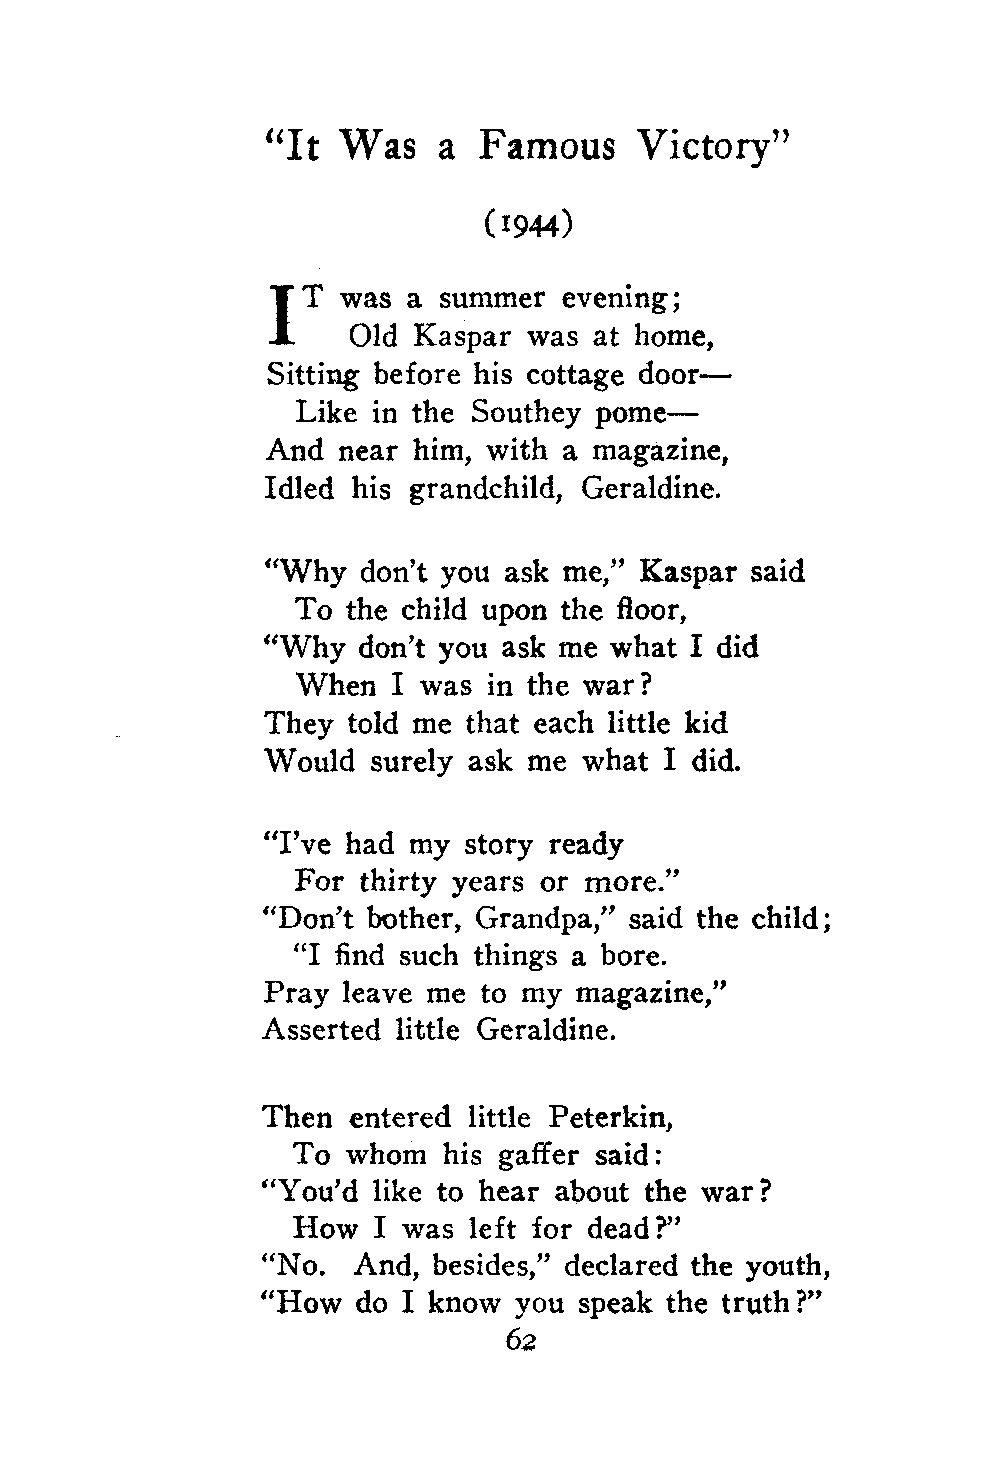 "It Was a Famous Victory"
(1944)
IT was a summer evening;
Old Kaspar was at home,
Sitting before his cottage door—
Like in the Southey pome—
And near him, with a magazine,
Idled his grandchild, Geraldine.
"Why don't you ask me," Kaspar said
To the child upon the floor,
"Why don't you ask me what I did
When I was in the war?
They told me that each little kid
Would surely ask me what I did.
"I've had my story ready
For thirty years or more."
"Don't bother, Grandpa," said the child;
"I find such things a bore.
Pray leave me to my magazine,"
Asserted little Geraldine.
Then entered little Peterkin,
To whom his gaffer said:
"You'd like to hear about the war?
How I was left for dead?"
"No. And, besides," declared the youth,
"How do I know you speak the truth?"
62